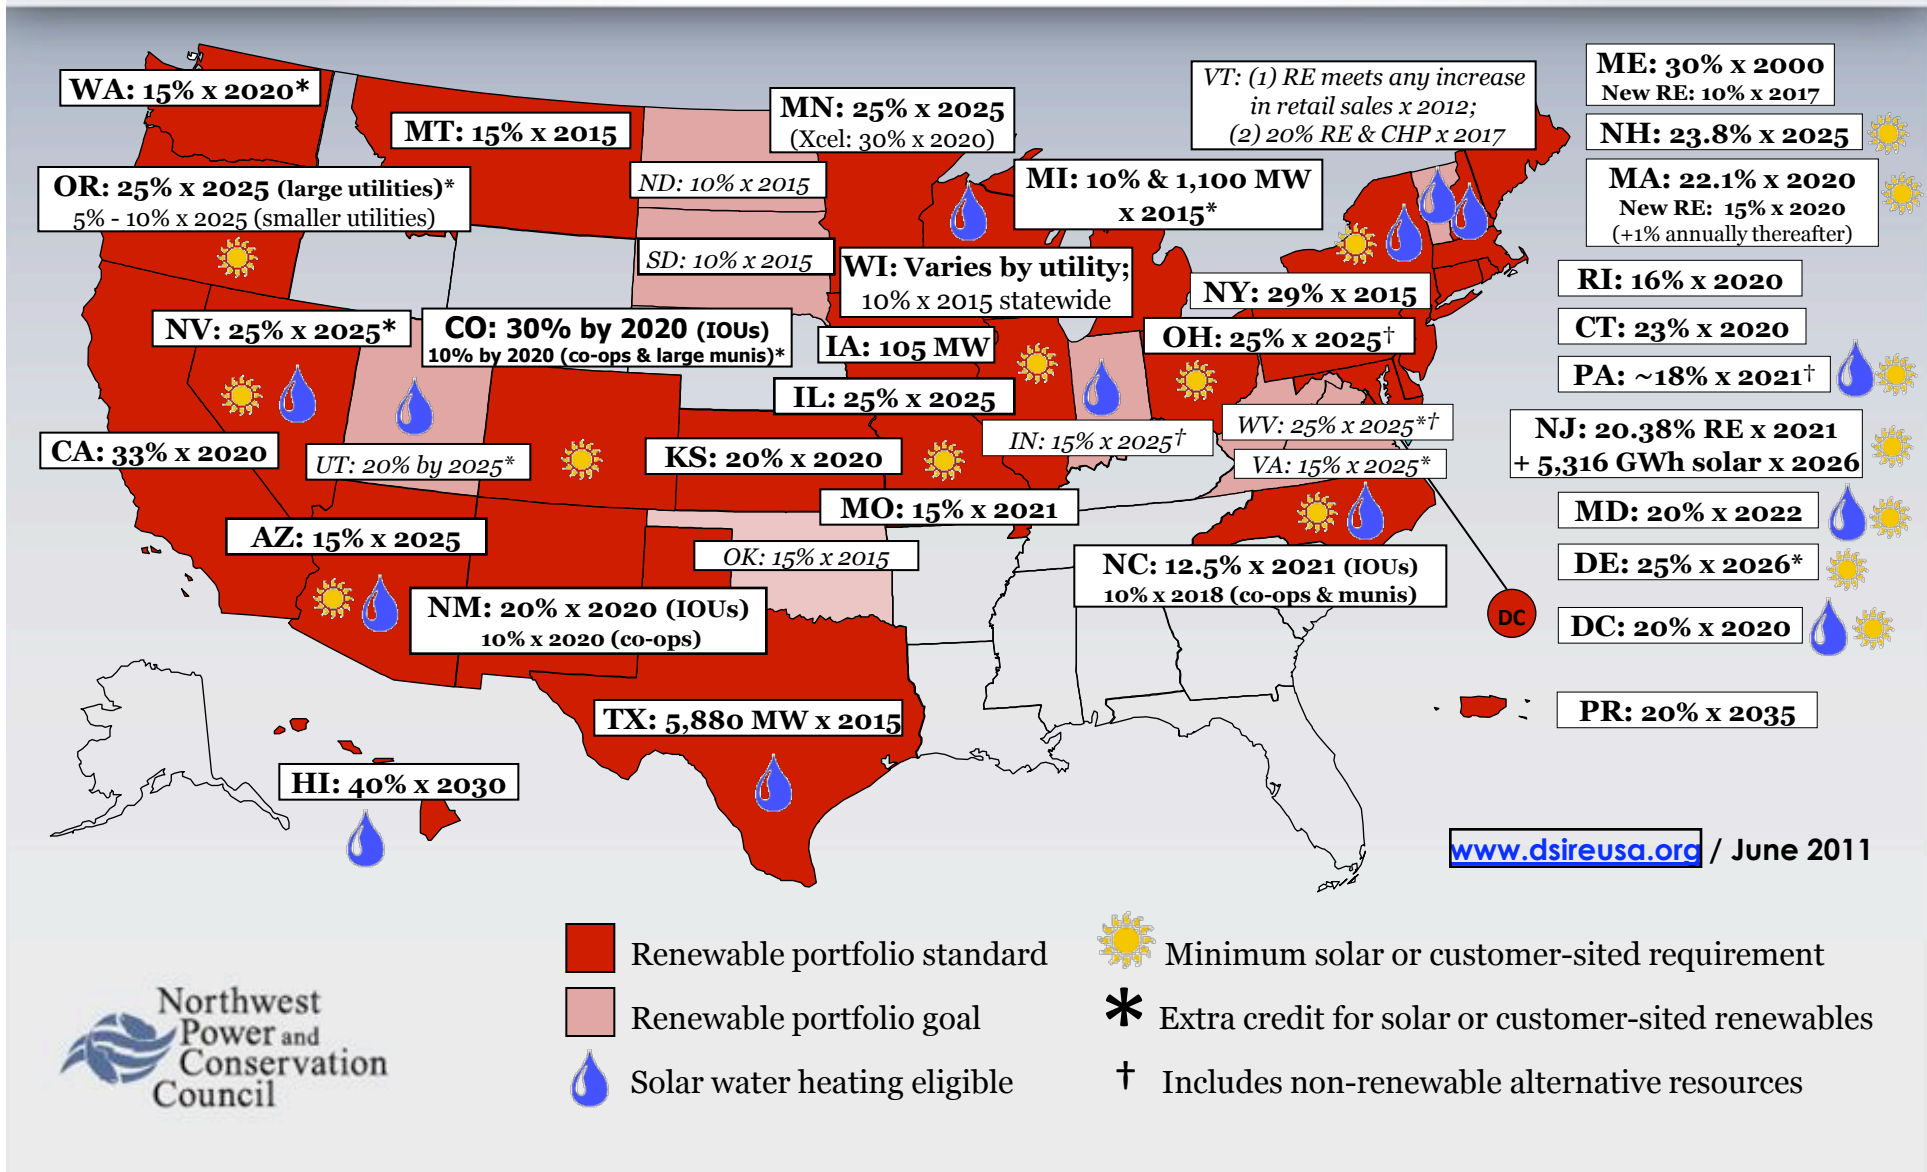 WA: 15% x 2020*
MT: 15% x 2015
MN: 25% x 2025
(Xcel: 30% x 2020)
VT: (1) RE meets any increase
in retail sales x 2012;
(2) 20% RE & CHP x 2017
ME: 30% x 2000
New RE: 10% x 2017
NH: 23.8% x 2025
OR: 25% x 2025 (large utilities)*
5% - 10% x 2025 (smaller utilities)
ND: 10% x 2015
MI: 10% & 1,100 MW
x 2015*
MA: 22.1% x 2020
New RE: 15% x 2020
(+1% annually thereafter)
SD: 10% x 2015
WI: Varies by utility;
10% x 2015 statewide
NY: 29% x 2015
RI: 16% x 2020
NV: 25% x 2025*
CO: 30% by 2020 (IOUs)
10% by 2020 (co-ops & large munis)*
IA: 105 MW
OH: 25% x 2025†
CT: 23% x 2020
IL: 25% x 2025
PA: ~18% x 2021†
CA: 33% x 2020
UT: 20% by 2025*
KS: 20% x 2020
IN: 15% x 2025†
WV: 25% x 2025*†
VA: 15% x 2025*
NJ: 20.38% RE x 2021
+ 5,316 GWh solar x 2026
MO: 15% x 2021
MD: 20% x 2022
AZ: 15% x 2025
OK: 15% x 2015
NC: 12.5% x 2021 (IOUs)
10% x 2018 (co-ops & munis)
DE: 25% x 2026*
NM: 20% x 2020 (IOUs)
10% x 2020 (co-ops)
DC
DC: 20% x 2020
TX: 5,880 MW x 2015
PR: 20% x 2035
HI: 40% x 2030
www.dsireusa.org / June 2011
Renewable portfolio standard
Minimum solar or customer-sited requirement
Renewable portfolio goal
* Extra credit for solar or customer-sited renewables
Solar water heating eligible
† Includes non-renewable alternative resources
Northwest
Power and
Conservation
Council